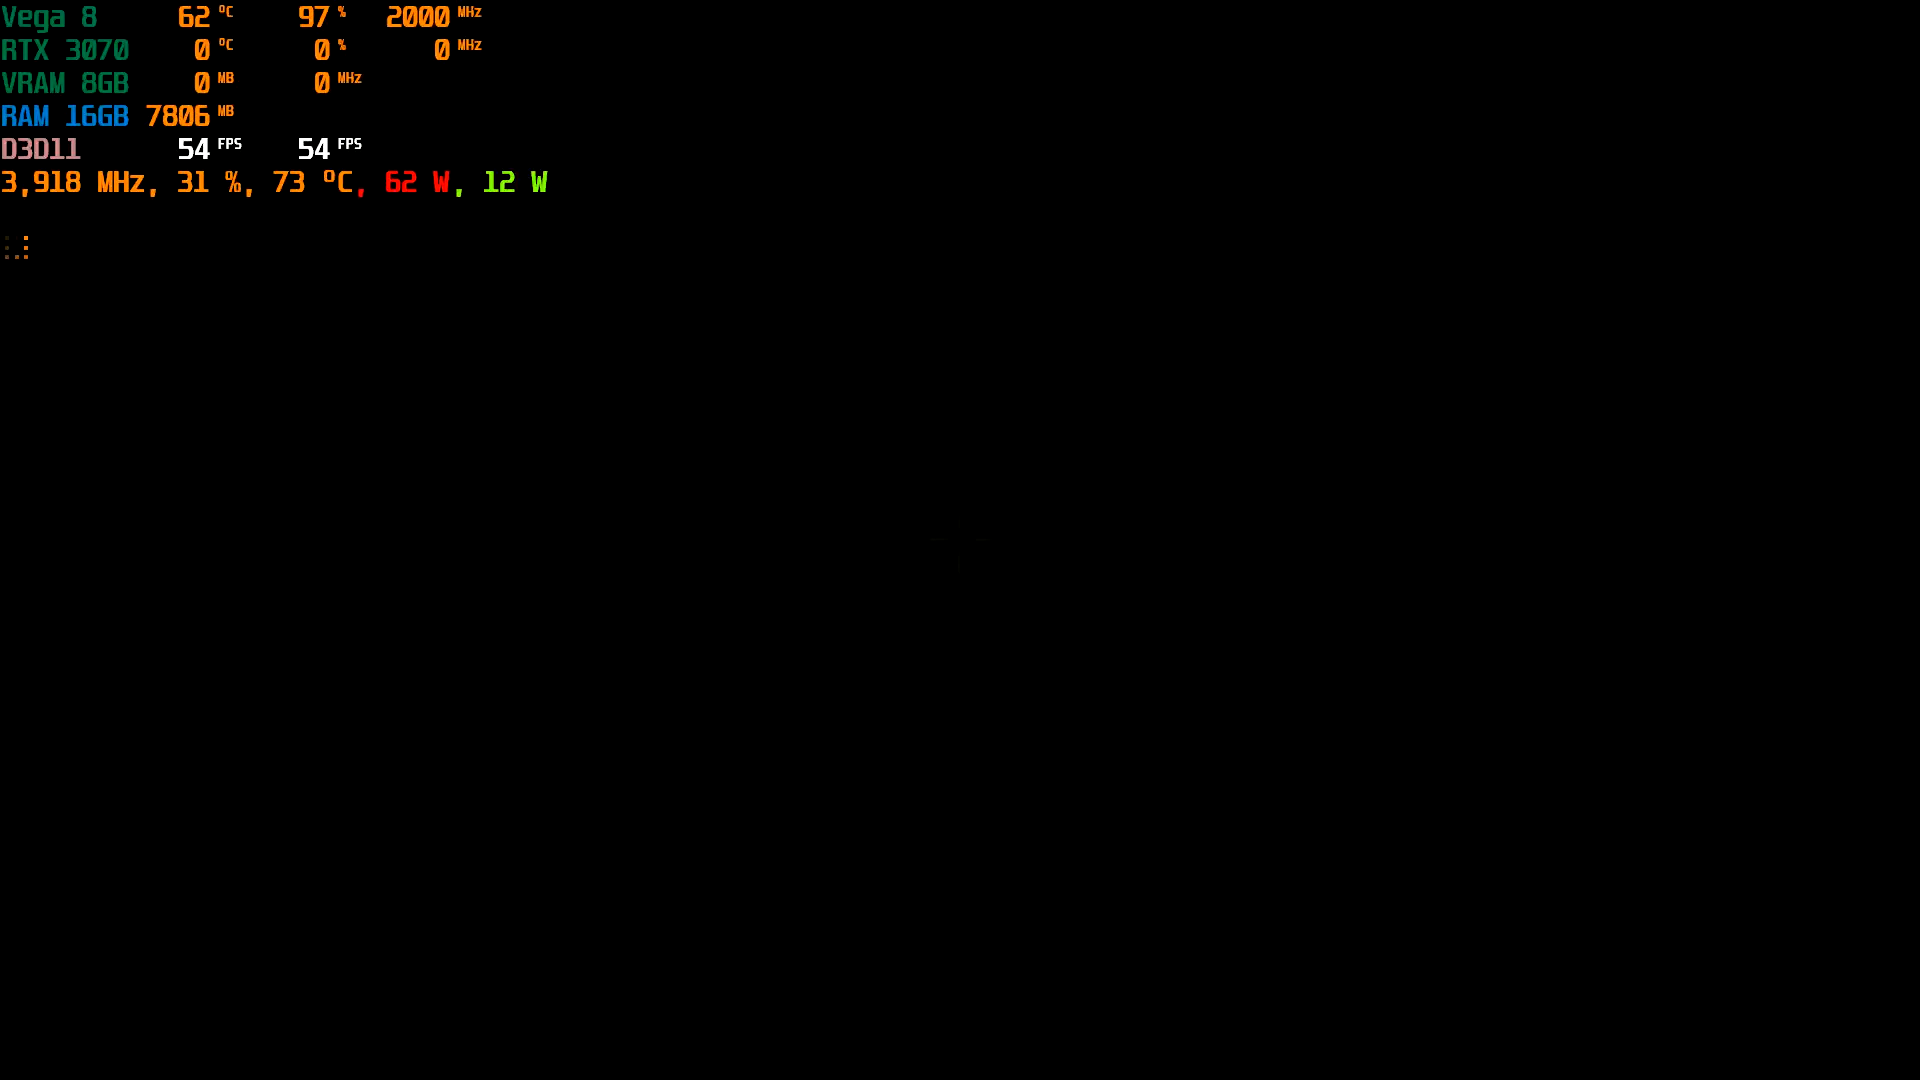 Vega 8 62 °C 97 % 2000 MHz
RTX 3070 0 °C 0 % 0 MHz
VRAM 8GB 0 MB 0 MHz
RAM 16GB 7806 MB
D3D11 54 FPS 54 FPS
3,918 MHz, 31 %, 73 °C, 62 W, 12 W